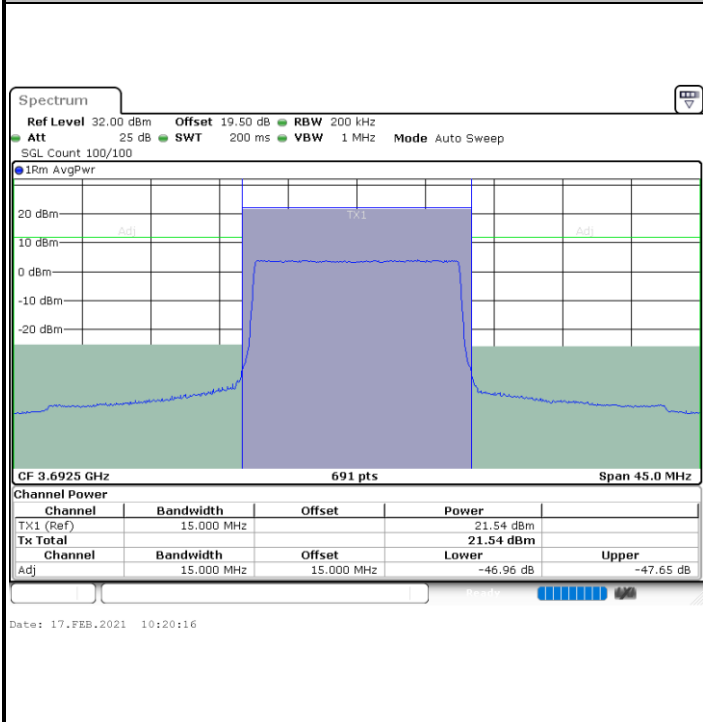 Spectrum
Ref Level 32.00 dBm Offset 19.50 dB RBW 200 kHz
Att 25 dB SWT 200 ms VBW 1 MHz Mode Auto Sweep
SGL Count 100/100
1Rm AvgPwr
TX1
20 dBm
Adj Adj
10 dBm
0 dBm
-10 dBm
-20 dBm
CF 3.6925 GHz 691 pts Span 45.0 MHz
Channel Power
Channel Bandwidth Offset Power
TX1 (Ref) 15.000 MHz 21.54 dBm
Tx Total 21.54 dBm
Channel Bandwidth Offset Lower Upper
Adj 15.000 MHz 15.000 MHz -46.96 dB -47.65 dB
Ready
Date: 17.FEB.2021 10:20:16